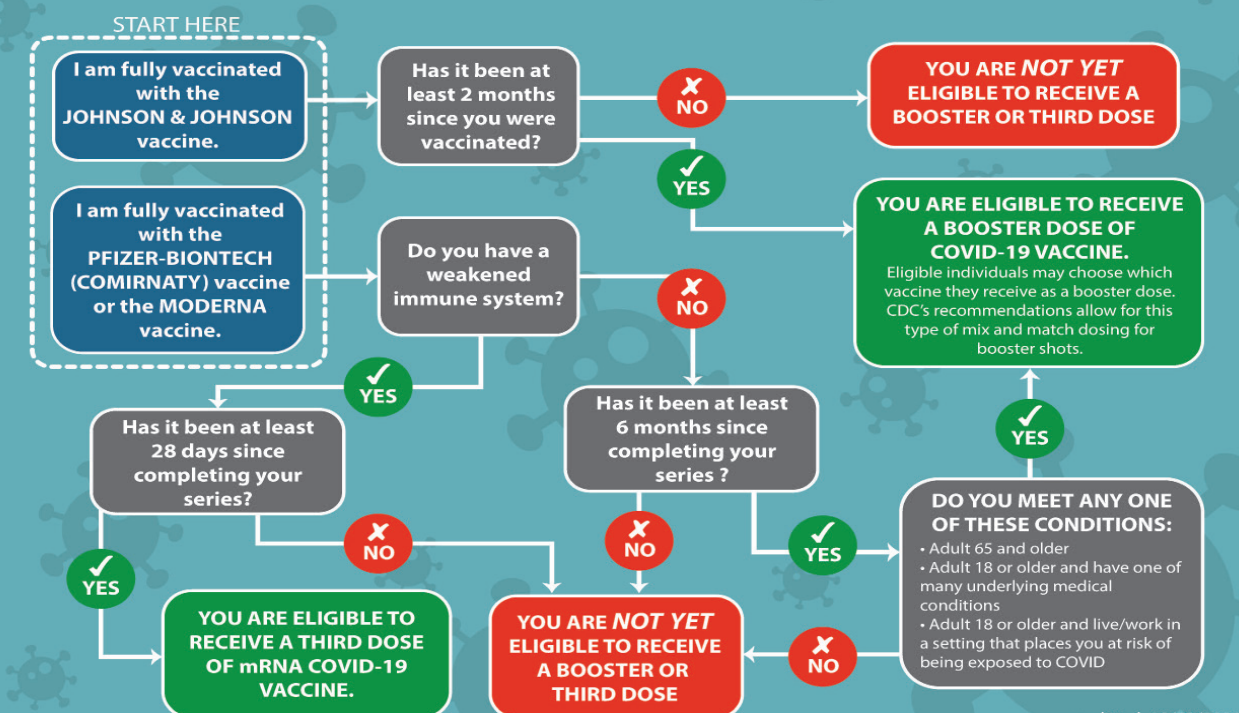 START HERE
I am fully vaccinated
with the
JOHNSON & JOHNSON
vaccine.
Has it been at
least 2 months
since you were
vaccinated?
✗
NO
YOU ARE NOT YET
ELIGIBLE TO RECEIVE A
BOOSTER OR THIRD DOSE
✓
YES
I am fully vaccinated
with the
PFIZER-BIONTECH
(COMIRNATY) vaccine
or the MODERNA
vaccine.
Do you have a
weakened
immune system?
✗
NO
YOU ARE ELIGIBLE TO RECEIVE
A BOOSTER DOSE OF
COVID-19 VACCINE.
Eligible individuals may choose which
vaccine they receive as a booster dose.
CDC’s recommendations allow for this
type of mix and match dosing for
booster shots.
✓
YES
Has it been at least
28 days since
completing your
series?
Has it been at least
6 months since
completing your
series ?
✓
YES
✗
NO
✗
NO
✓
YES
DO YOU MEET ANY ONE
OF THESE CONDITIONS:
• Adult 65 and older
• Adult 18 or older and have one of
many underlying medical
conditions
• Adult 18 or older and live/work in
a setting that places you at risk of
being exposed to COVID
✓
YES
YOU ARE ELIGIBLE TO
RECEIVE A THIRD DOSE
OF mRNA COVID-19
VACCINE.
YOU ARE NOT YET
ELIGIBLE TO RECEIVE
A BOOSTER OR
THIRD DOSE
✗
NO